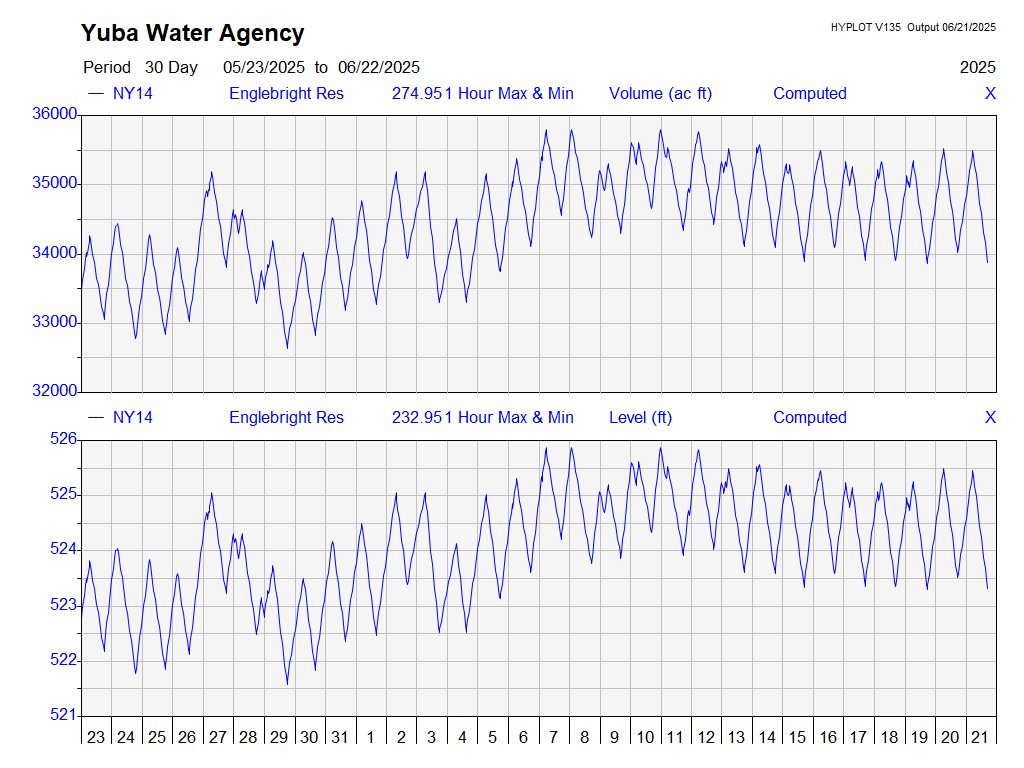 Yuba Water Agency
HYPLOT V135 Output 06/21/2025
Period 30 Day 05/23/2025 to 06/22/2025 2025
NY14 Englebright Res 274.951 Hour Max & Min Volume (ac ft) Computed X
36000
35000
34000
33000
32000
NY14 Englebright Res 232.951 Hour Max & Min Level (ft) Computed X
526
525
524
523
522
521
23 24 25 26 27 28 29 30 31 1 2 3 4 5 6 7 8 9 10 11 12 13 14 15 16 17 18 19 20 21